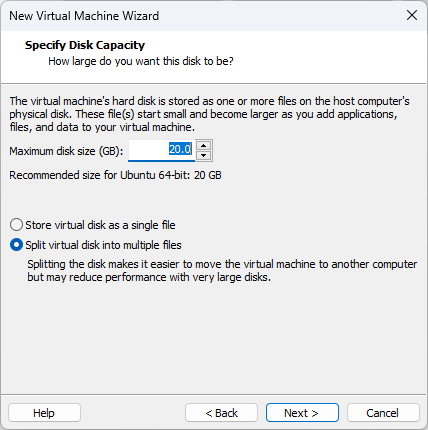 New Virtual Machine Wizard
Specify Disk Capacity
How large do you want this disk to be?
The virtual machine's hard disk is stored as one or more files on the host computer's
physical disk. These file(s) start small and become larger as you add applications,
files, and data to your virtual machine.
Maximum disk size (GB): 20.0
Recommended size for Ubuntu 64-bit: 20 GB
Store virtual disk as a single file
Split virtual disk into multiple files
Splitting the disk makes it easier to move the virtual machine to another computer
but may reduce performance with very large disks.
Help < Back Next > Cancel